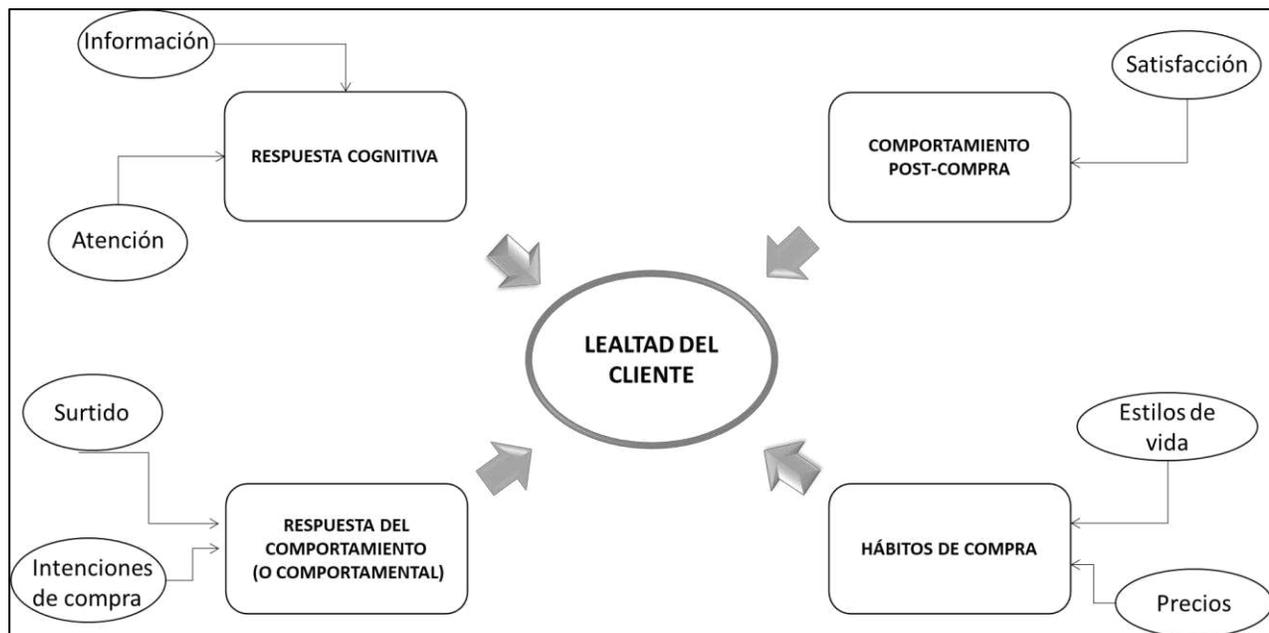 Información
RESPUESTA COGNITIVA
Atención
Satisfacción
COMPORTAMIENTO
POST-COMPRA
LEALTAD DEL
CLIENTE
Surtido
Intenciones
de compra
RESPUESTA DEL
COMPORTAMIENTO
(O COMPORTAMENTAL)
Estilos de
vida
HÁBITOS DE COMPRA
Precios